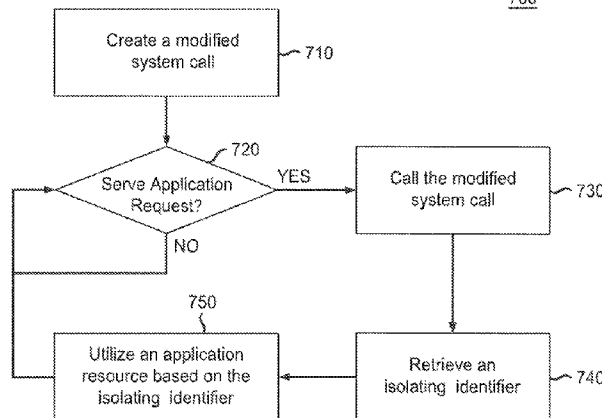 Create a modified
system call
710
720
Serve Application
Request?
YES
NO
Call the modified
system call
730
750
Utilize an application
resource based on the
isolating identifier
Retrieve an
isolating identifier
740